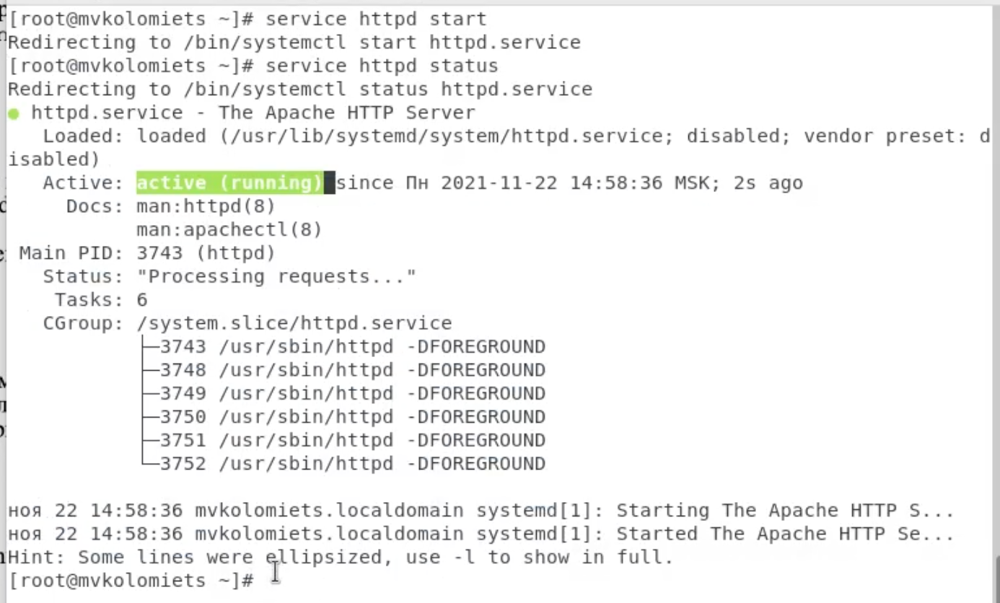 [root@mvkolomiets ~]# service httpd start
Redirecting to /bin/systemctl start httpd.service
[root@mvkolomiets ~]# service httpd status
Redirecting to /bin/systemctl status httpd.service
● httpd.service - The Apache HTTP Server
   Loaded: loaded (/usr/lib/systemd/system/httpd.service; disabled; vendor preset: d
isabled)
   Active: active (running) since Пн 2021-11-22 14:58:36 MSK; 2s ago
     Docs: man:httpd(8)
           man:apachectl(8)
 Main PID: 3743 (httpd)
   Status: "Processing requests..."
    Tasks: 6
   CGroup: /system.slice/httpd.service
           ├─3743 /usr/sbin/httpd -DFOREGROUND
           ├─3748 /usr/sbin/httpd -DFOREGROUND
           ├─3749 /usr/sbin/httpd -DFOREGROUND
           ├─3750 /usr/sbin/httpd -DFOREGROUND
           ├─3751 /usr/sbin/httpd -DFOREGROUND
           └─3752 /usr/sbin/httpd -DFOREGROUND
ноя 22 14:58:36 mvkolomiets.localdomain systemd[1]: Starting The Apache HTTP S...
ноя 22 14:58:36 mvkolomiets.localdomain systemd[1]: Started The Apache HTTP Se...
Hint: Some lines were ellipsized, use -l to show in full.
[root@mvkolomiets ~]#